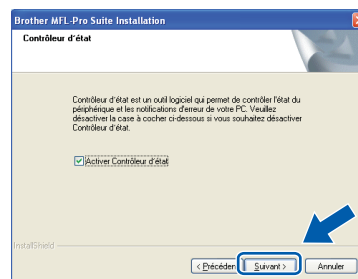 Brother MFL-Pro Suite Installation
Contrôleur d'état
Contrôleur d'état est un outil logiciel qui permet de contrôler l'état du
périphérique et les notifications d'erreur de votre PC. Veuillez
désactiver la case à cocher ci-dessous si vous souhaitez désactiver
Contrôleur d'état.
Activer Contrôleur d'état
InstallShield
< Précéden Suivant > Annuler